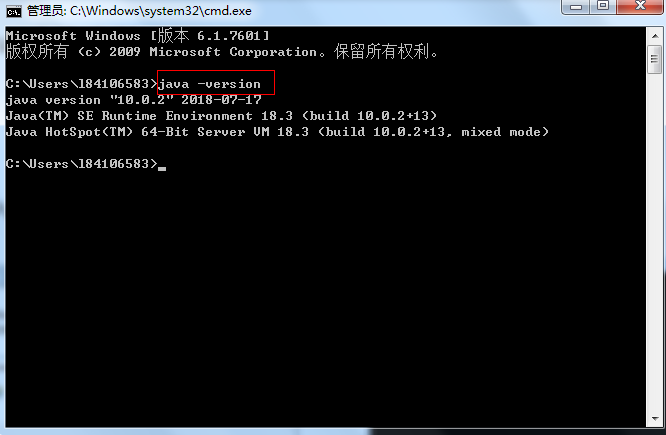 管理员: C:\Windows\system32\cmd.exe
Microsoft Windows [版本 6.1.7601]
版权所有 (c) 2009 Microsoft Corporation。保留所有权利。
C:\Users\l84106583>java -version
java version "10.0.2" 2018-07-17
Java(TM) SE Runtime Environment 18.3 (build 10.0.2+13)
Java HotSpot(TM) 64-Bit Server VM 18.3 (build 10.0.2+13, mixed mode)
C:\Users\l84106583>_